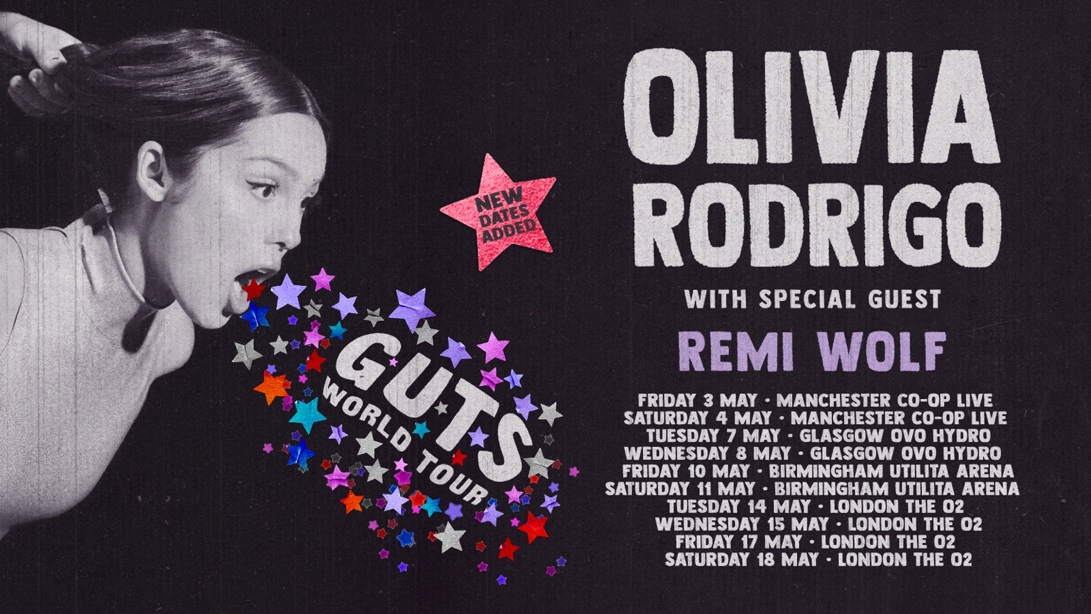 OLIVIA
RODRIGO
WITH SPECIAL GUEST
REMI WOLF
NEW
DATES
ADDED
GUTS
WORLD TOUR
FRIDAY 3 MAY • MANCHESTER CO-OP LIVE
SATURDAY 4 MAY • MANCHESTER CO-OP LIVE
TUESDAY 7 MAY • GLASGOW OVO HYDRO
WEDNESDAY 8 MAY • GLASGOW OVO HYDRO
FRIDAY 10 MAY • BIRMINGHAM UTILITA ARENA
SATURDAY 11 MAY • BIRMINGHAM UTILITA ARENA
TUESDAY 14 MAY • LONDON THE O2
WEDNESDAY 15 MAY • LONDON THE O2
FRIDAY 17 MAY • LONDON THE O2
SATURDAY 18 MAY • LONDON THE O2